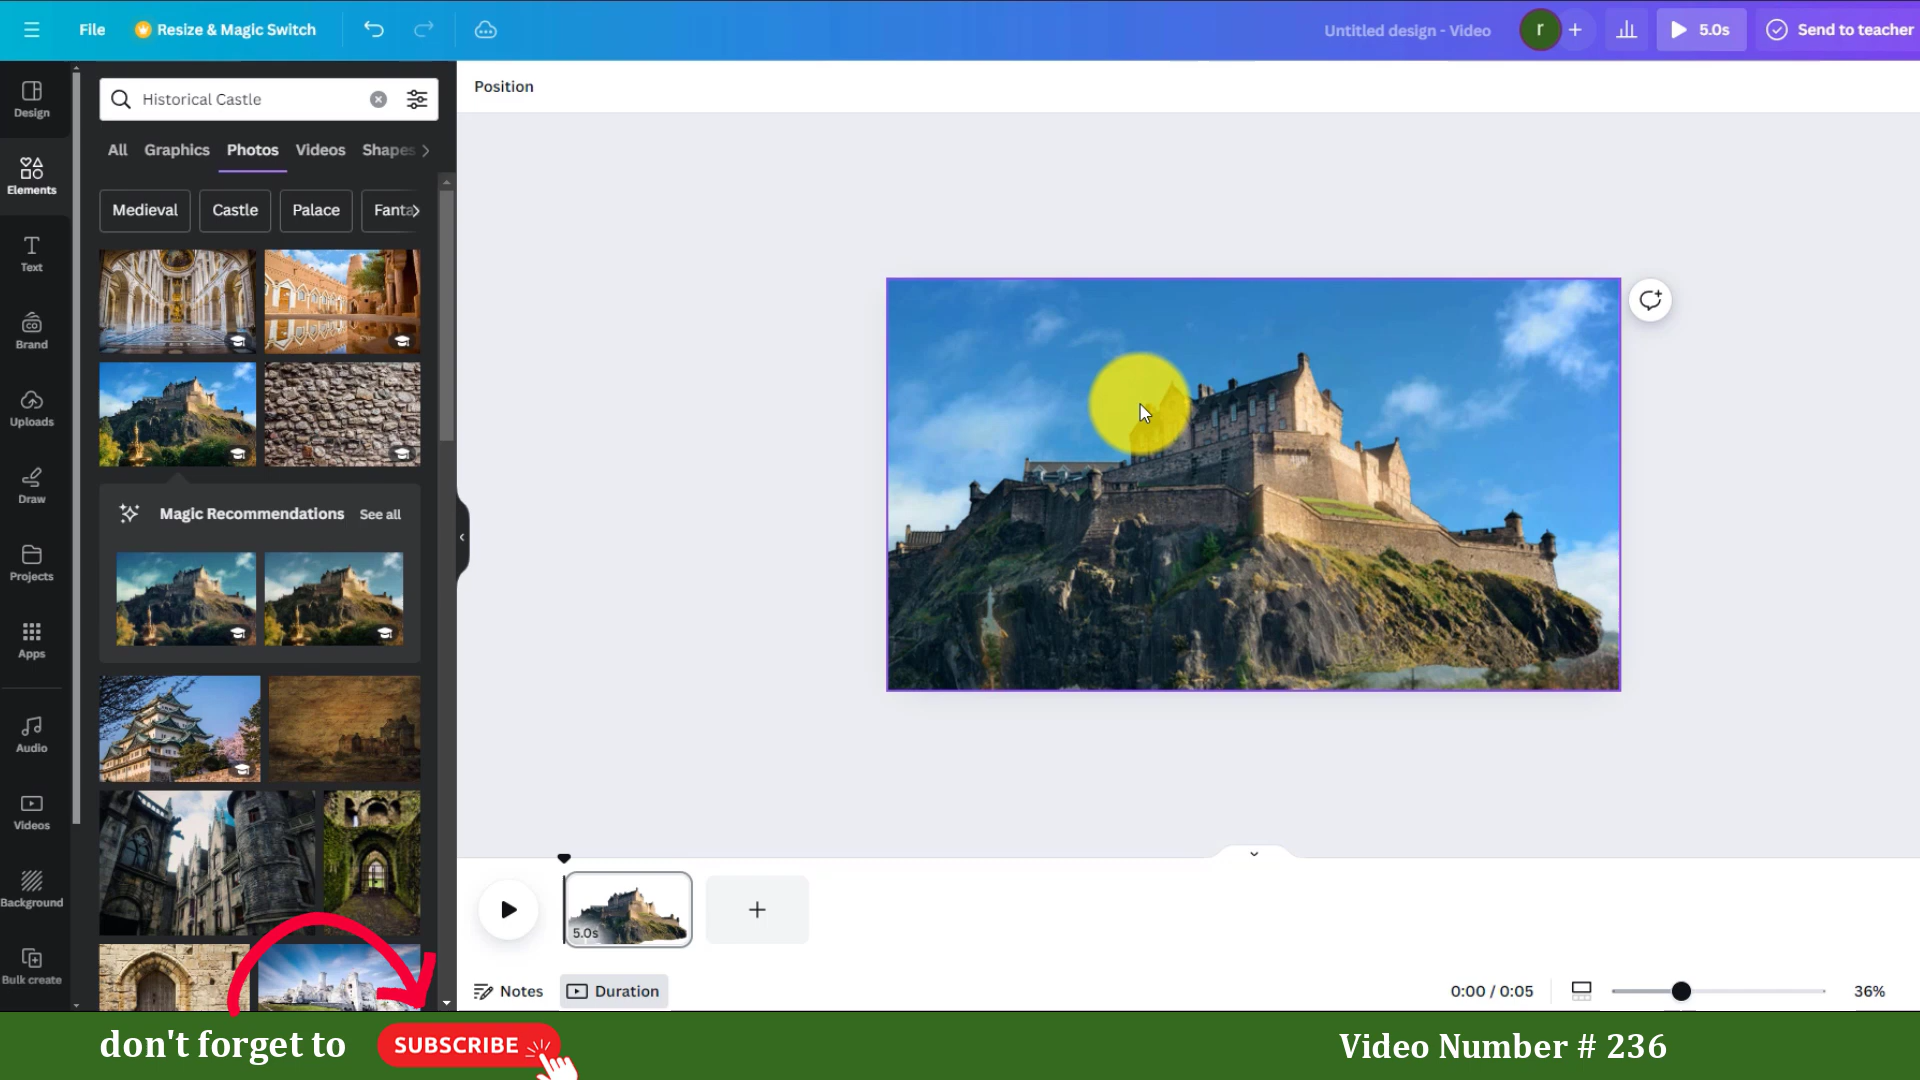 File
Resize & Magic Switch
Untitled design - Video
r
5.0s
Send to teacher
Design
Elements
Text
Brand
Uploads
Draw
Projects
Apps
Audio
Videos
Background
Bulk create
Historical Castle
All Graphics Photos Videos Shapes
Medieval Castle Palace Fanta
Magic Recommendations See all
Position
5.0s
Notes Duration
0:00 / 0:05
36%
don't forget to SUBSCRIBE
Video Number # 236